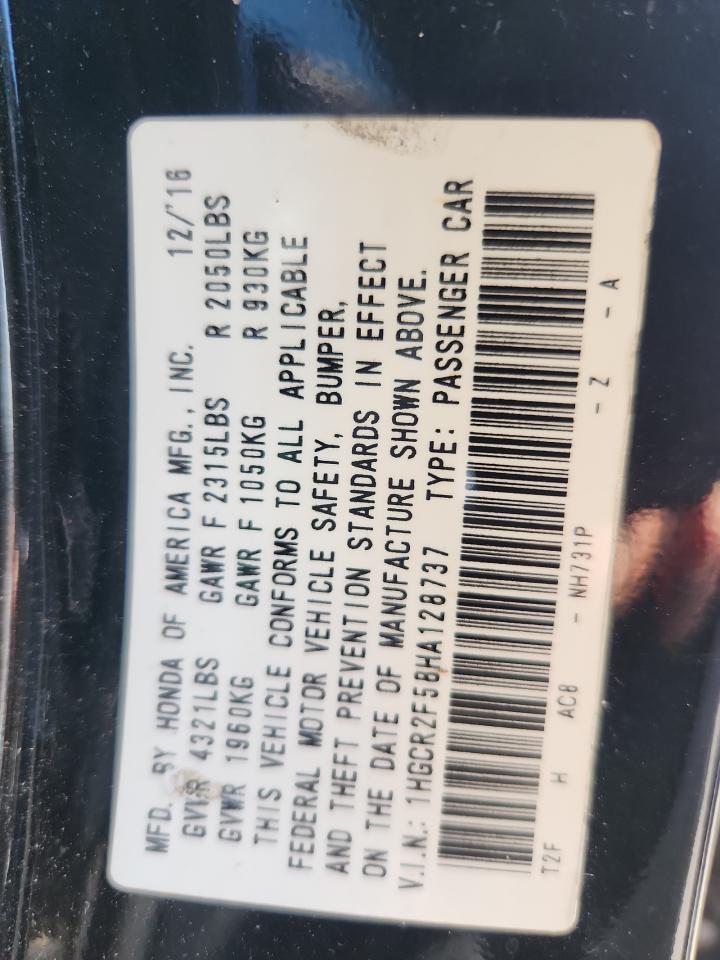 MFD. BY HONDA OF AMERICA MFG., INC. 12/'16
GVWR 4321LBS GAWR F 2315LBS R 2050LBS
GVWR 1960KG GAWR F 1050KG R 930KG
THIS VEHICLE CONFORMS TO ALL APPLICABLE
FEDERAL MOTOR VEHICLE SAFETY, BUMPER,
AND THEFT PREVENTION STANDARDS IN EFFECT
ON THE DATE OF MANUFACTURE SHOWN ABOVE.
V.I.N.: 1HGCR2F58HA128737 TYPE: PASSENGER CAR
T2F H AC8 - NH731P - Z - A